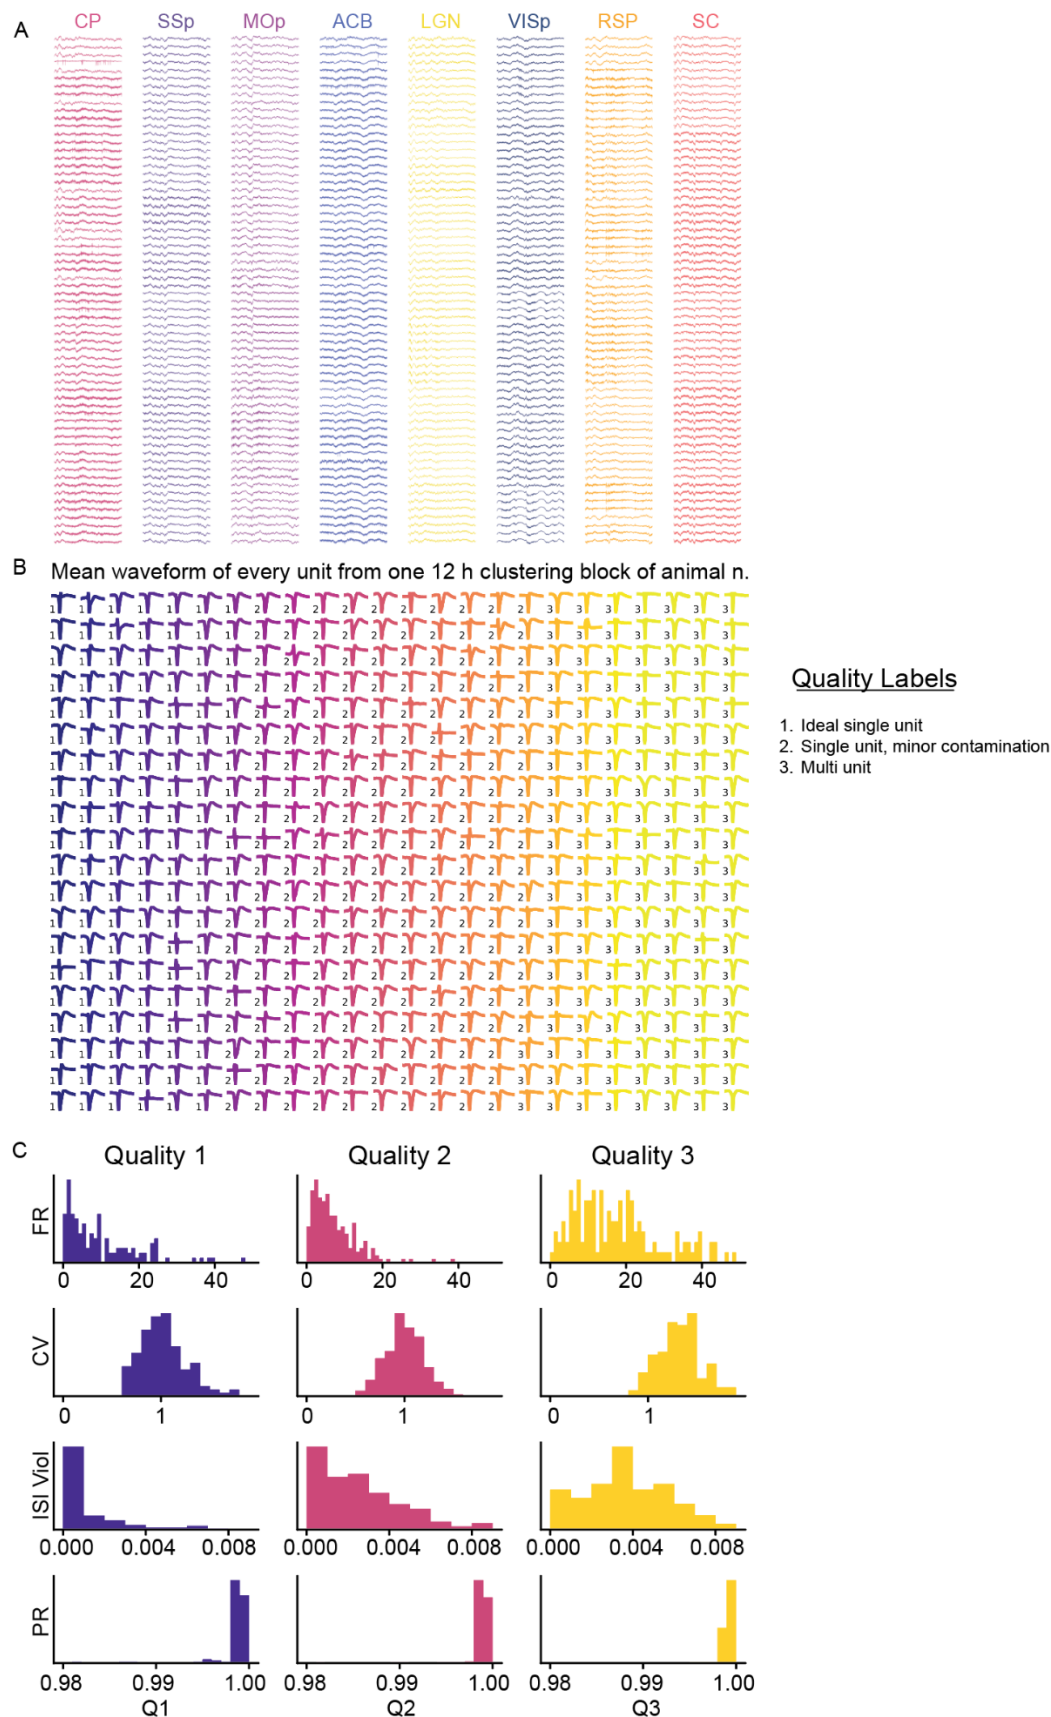 A
CP SSp MOp ACB LGN VISp RSP SC
B
Mean waveform of every unit from one 12 h clustering block of animal n.
Quality Labels
1. Ideal single unit
2. Single unit, minor contamination
3. Multi unit
C
Quality 1 Quality 2 Quality 3
FR
0 20 40 0 20 40 0 20 40
CV
0 1 0 1 0 1
ISI Viol
0.000 0.004 0.008 0.000 0.004 0.008 0.000 0.004 0.008
PR
0.98 0.99 1.00 0.98 0.99 1.00 0.98 0.99 1.00
Q1 Q2 Q3